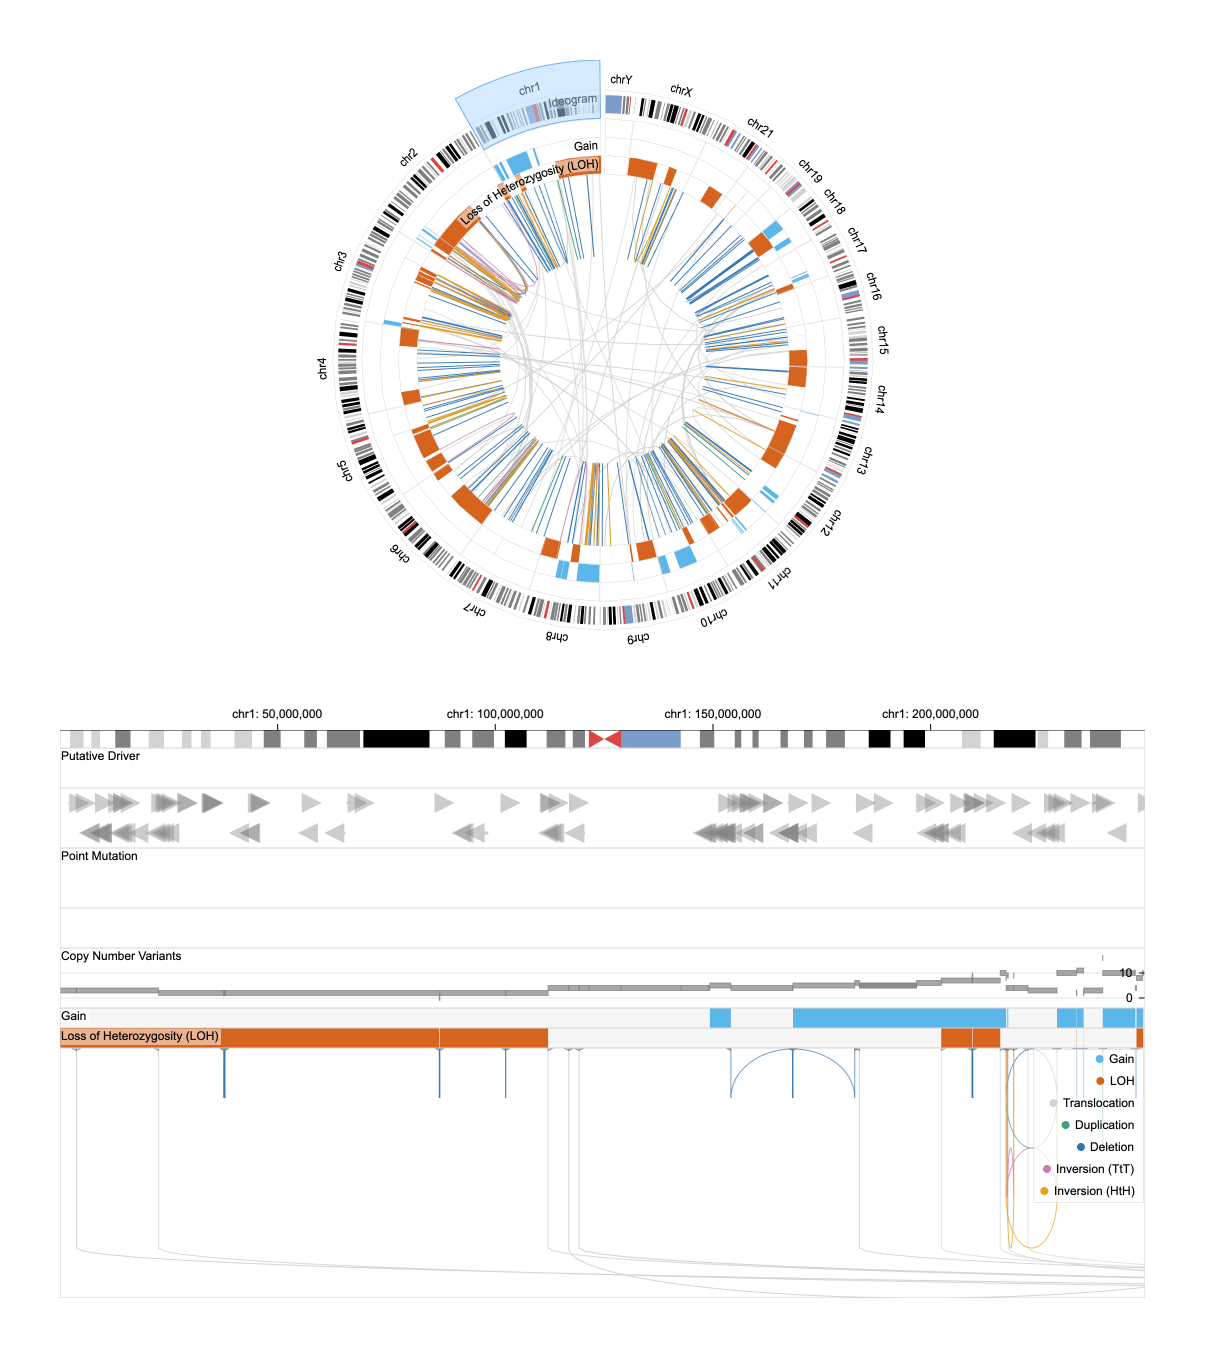 chrY
chrX
chr21
chr19
chr18
chr17
chr16
chr15
chr14
chr13
chr12
chr11
chr10
chr9
chr8
chr7
chr6
chr5
chr4
chr3
chr2
chr1
Ideogram
Gain
Loss of Heterozygosity (LOH)
chr1: 50,000,000
chr1: 100,000,000
chr1: 150,000,000
chr1: 200,000,000
Putative Driver
Point Mutation
Copy Number Variants
10
0
Gain
Loss of Heterozygosity (LOH)
Gain
LOH
Translocation
Duplication
Deletion
Inversion (TtT)
Inversion (HtH)